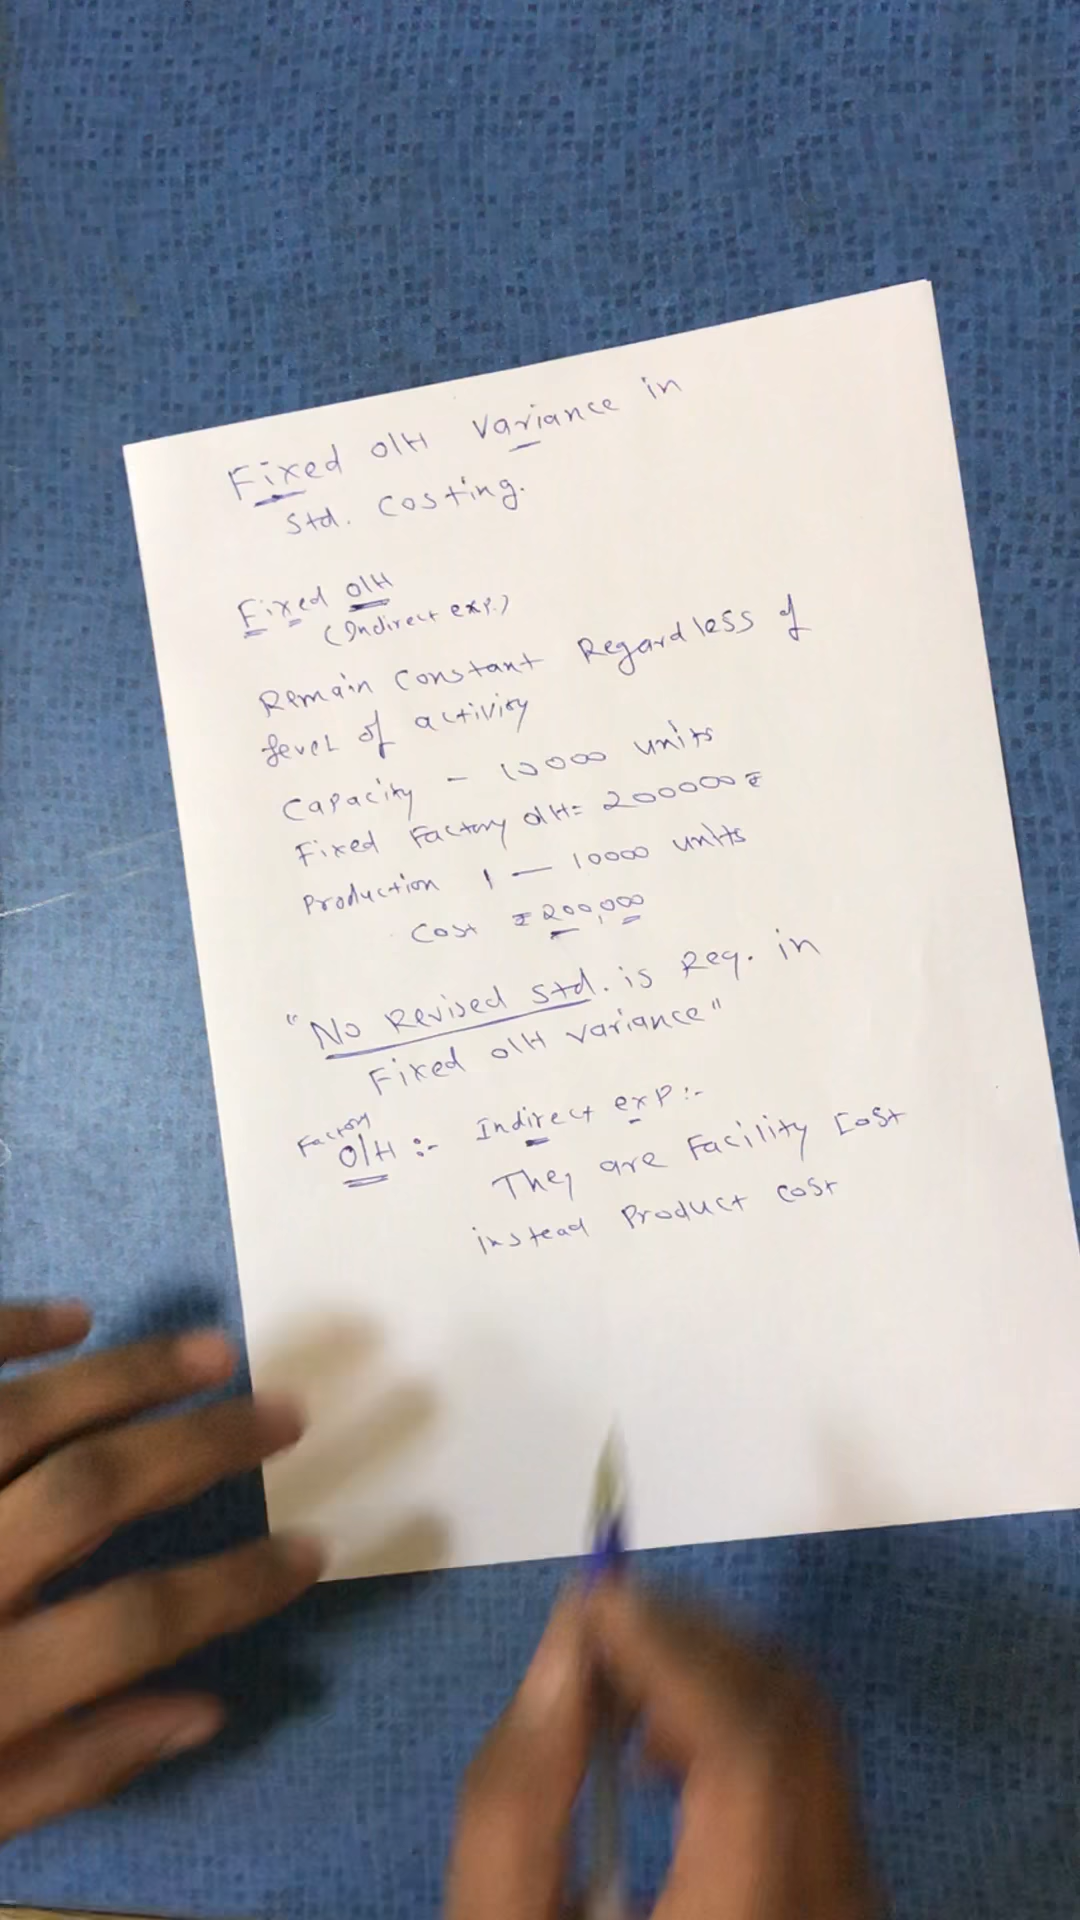 Fixed O/H Variance in
Std. Costing.
Fixed O/H
(Indirect exp.)
Remain Constant Regardless of
level of activity
Capacity - 10000 units
Fixed Factory O/H = 200000 ₹
Production 1 — 10000 units
Cost ₹ 200,000
"No Revised Std. is Req. in
Fixed O/H variance"
Factory
O/H :- Indirect exp :-
They are Facility Cost
instead Product cost